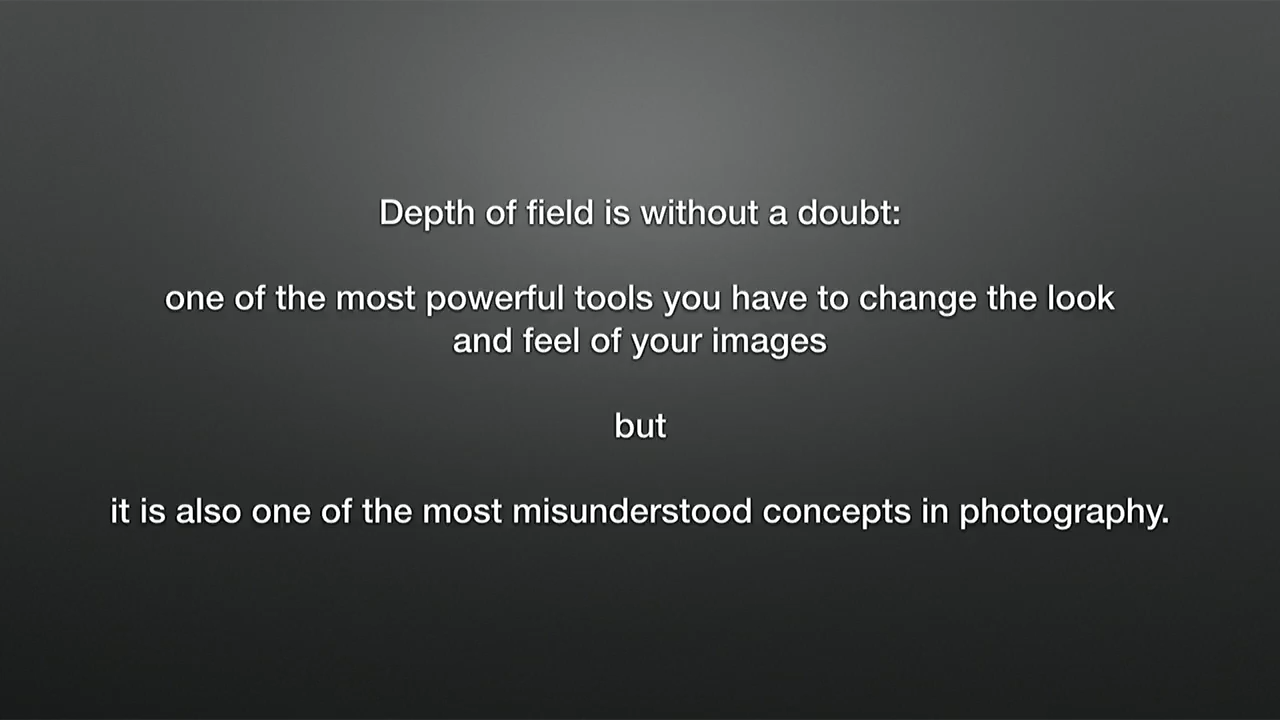 Depth of field is without a doubt:
one of the most powerful tools you have to change the look
and feel of your images
but
it is also one of the most misunderstood concepts in photography.